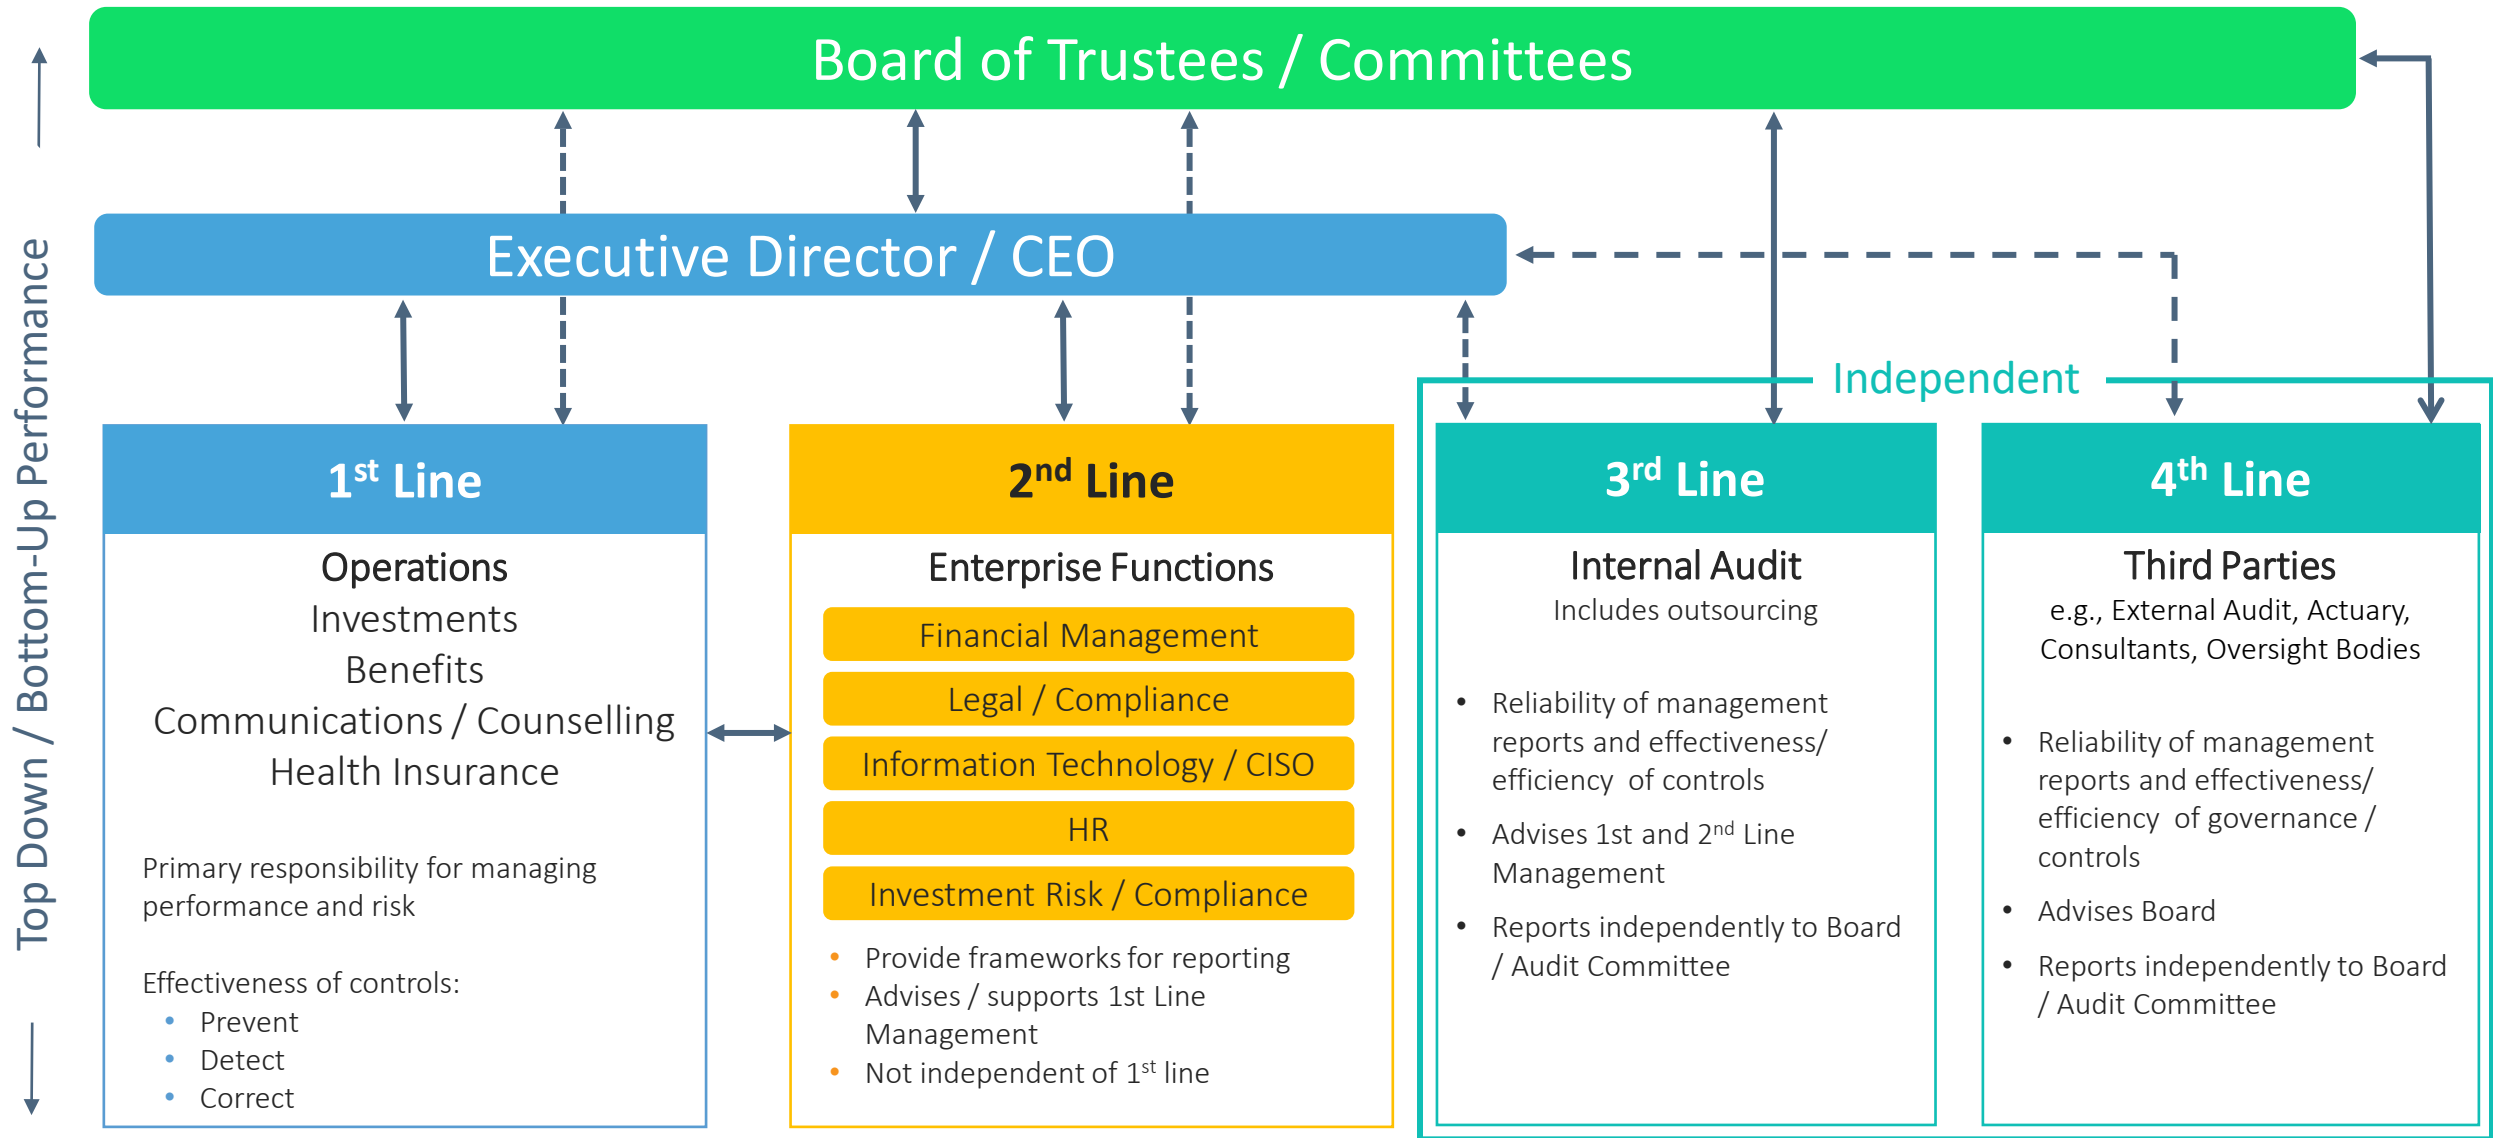 Board of Trustees / Committees
Executive Director / CEO
Top Down / Bottom-Up Performance
Independent
1st Line
Operations
Investments
Benefits
Communications / Counselling
Health Insurance
Primary responsibility for managing
performance and risk
Effectiveness of controls:
• Prevent
• Detect
• Correct
2nd Line
Enterprise Functions
Financial Management
Legal / Compliance
Information Technology / CISO
HR
Investment Risk / Compliance
• Provide frameworks for reporting
• Advises / supports 1st Line
Management
• Not independent of 1st line
3rd Line
Internal Audit
Includes outsourcing
• Reliability of management
reports and effectiveness/
efficiency of controls
• Advises 1st and 2nd Line
Management
• Reports independently to Board
/ Audit Committee
4th Line
Third Parties
e.g., External Audit, Actuary,
Consultants, Oversight Bodies
• Reliability of management
reports and effectiveness/
efficiency of governance /
controls
• Advises Board
• Reports independently to Board
/ Audit Committee